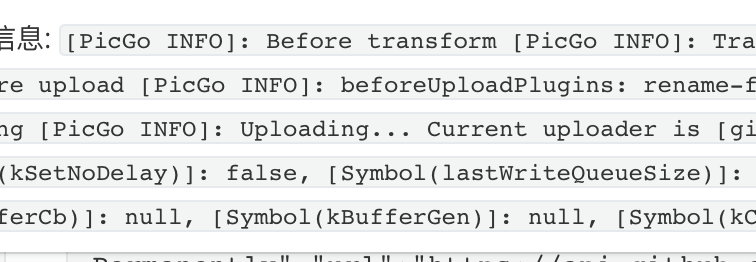 信息: [PicGo INFO]: Before transform [PicGo INFO]: Tra
re upload [PicGo INFO]: beforeUploadPlugins: rename-f
ng [PicGo INFO]: Uploading... Current uploader is [gi
(kSetNoDelay)]: false, [Symbol(lastWriteQueueSize)]:
ferCb)]: null, [Symbol(kBufferGen)]: null, [Symbol(kC